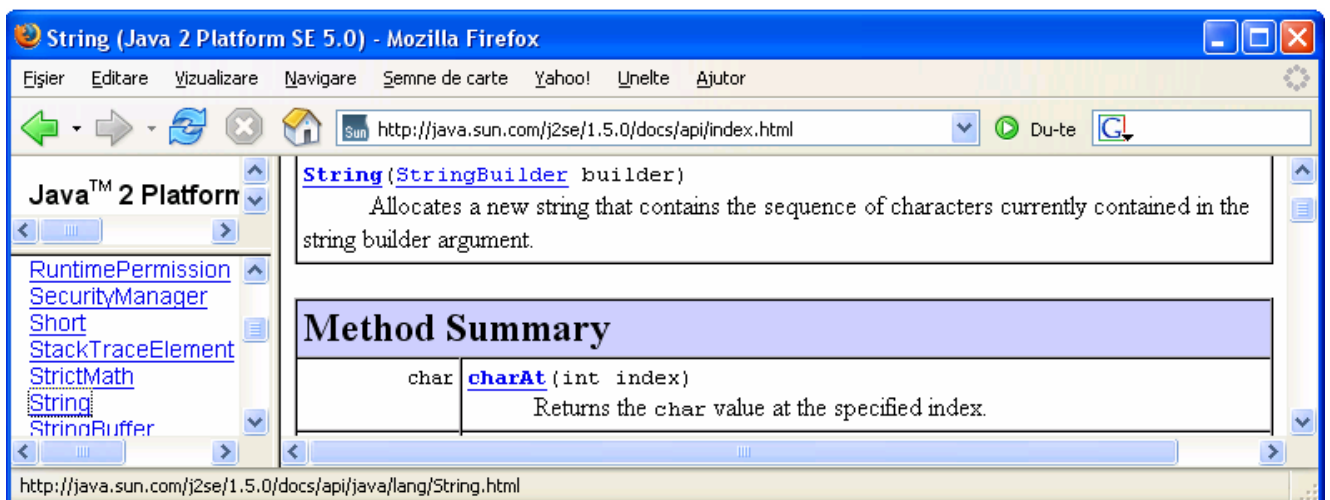 String (Java 2 Platform SE 5.0) - Mozilla Firefox
Fișier Editare Vizualizare Navigare Semne de carte Yahoo! Unelte Ajutor
Sun http://java.sun.com/j2se/1.5.0/docs/api/index.html Du-te G
Java™ 2 Platform
RuntimePermission
SecurityManager
Short
StackTraceElement
StrictMath
String
StringBuffer
String(StringBuilder builder)
Allocates a new string that contains the sequence of characters currently contained in the
string builder argument.
Method Summary
char charAt(int index)
Returns the char value at the specified index.
http://java.sun.com/j2se/1.5.0/docs/api/java/lang/String.html